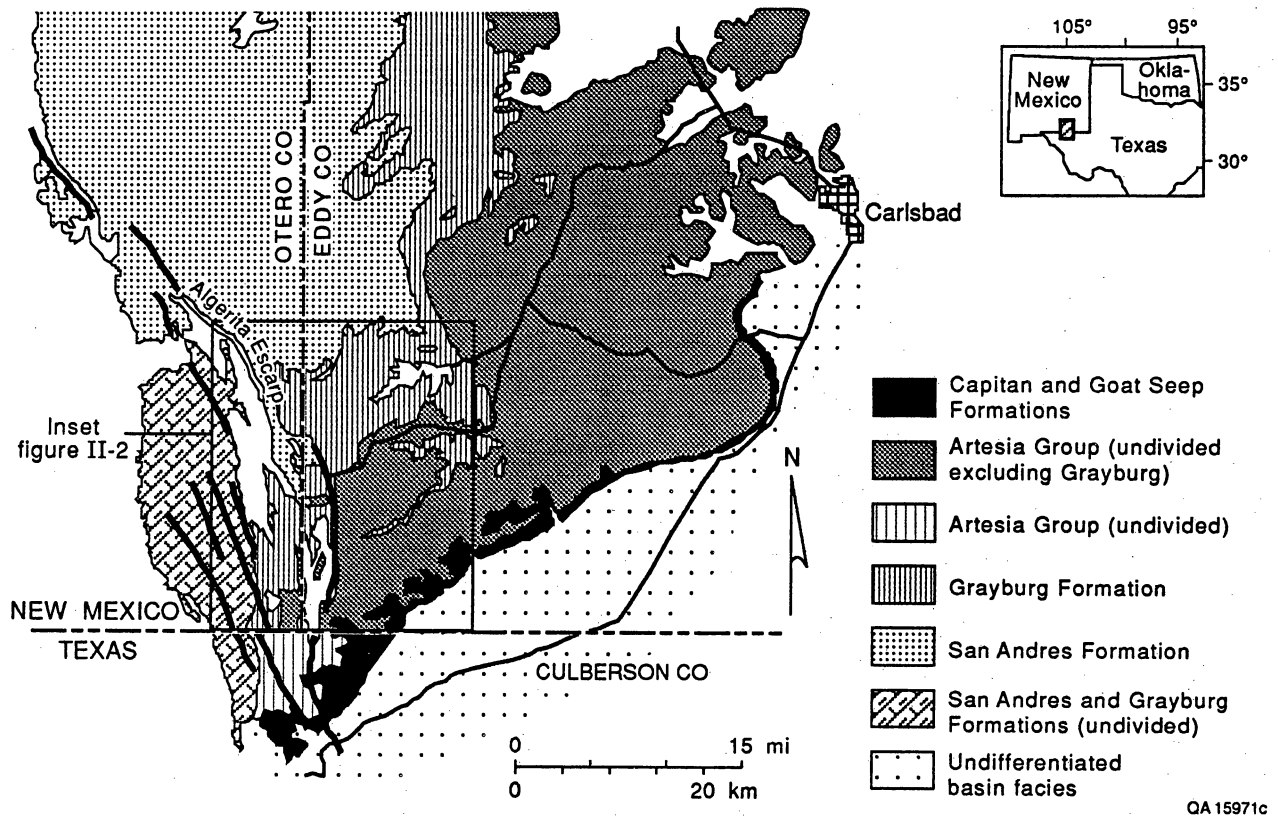 105°
95°
New
Mexico
Okla-
homa
35°
Texas
30°
OTERO CO
EDDY CO
Carlsbad
Algerita Escarp
Inset
figure II-2
Capitan and Goat Seep
Formations
Artesia Group (undivided
excluding Grayburg)
N
Artesia Group (undivided)
Grayburg Formation
NEW MEXICO
TEXAS
San Andres Formation
CULBERSON CO
San Andres and Grayburg
Formations (undivided)
0 15 mi
0 20 km
Undifferentiated
basin facies
QA15971c